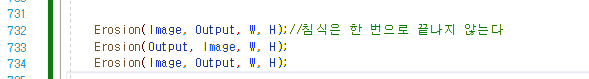 731
732 Erosion(Image, Output, W, H);//침식은 한 번으로 끝나지 않는다
733 Erosion(Output, Image, W, H);
734 Erosion(Image, Output, W, H);